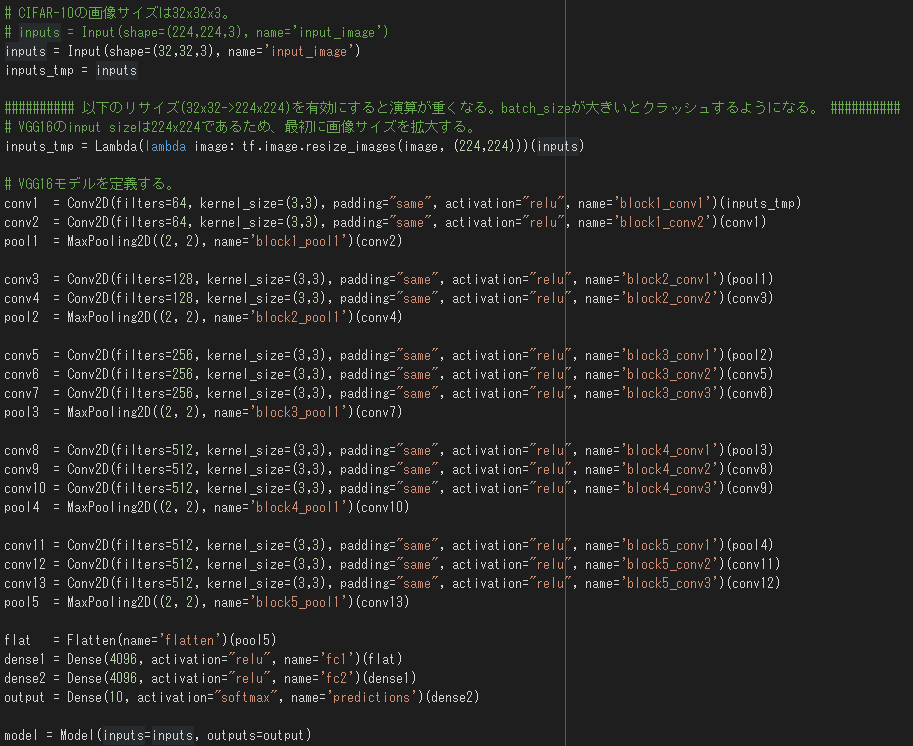 # CIFAR-10の画像サイズは32x32x3。
# inputs = Input(shape=(224,224,3), name='input_image')
inputs = Input(shape=(32,32,3), name='input_image')
inputs_tmp = inputs
########## 以下のリサイズ(32x32->224x224)を有効にすると演算が重くなる。batch_sizeが大きいとクラッシュするようになる。 ##########
# VGG16のinput sizeは224x224であるため、最初に画像サイズを拡大する。
inputs_tmp = Lambda(lambda image: tf.image.resize_images(image, (224,224)))(inputs)
# VGG16モデルを定義する。
conv1  = Conv2D(filters=64, kernel_size=(3,3), padding="same", activation="relu", name='block1_conv1')(inputs_tmp)
conv2  = Conv2D(filters=64, kernel_size=(3,3), padding="same", activation="relu", name='block1_conv2')(conv1)
pool1  = MaxPooling2D((2, 2), name='block1_pool1')(conv2)
conv3  = Conv2D(filters=128, kernel_size=(3,3), padding="same", activation="relu", name='block2_conv1')(pool1)
conv4  = Conv2D(filters=128, kernel_size=(3,3), padding="same", activation="relu", name='block2_conv2')(conv3)
pool2  = MaxPooling2D((2, 2), name='block2_pool1')(conv4)
conv5  = Conv2D(filters=256, kernel_size=(3,3), padding="same", activation="relu", name='block3_conv1')(pool2)
conv6  = Conv2D(filters=256, kernel_size=(3,3), padding="same", activation="relu", name='block3_conv2')(conv5)
conv7  = Conv2D(filters=256, kernel_size=(3,3), padding="same", activation="relu", name='block3_conv3')(conv6)
pool3  = MaxPooling2D((2, 2), name='block3_pool1')(conv7)
conv8  = Conv2D(filters=512, kernel_size=(3,3), padding="same", activation="relu", name='block4_conv1')(pool3)
conv9  = Conv2D(filters=512, kernel_size=(3,3), padding="same", activation="relu", name='block4_conv2')(conv8)
conv10 = Conv2D(filters=512, kernel_size=(3,3), padding="same", activation="relu", name='block4_conv3')(conv9)
pool4  = MaxPooling2D((2, 2), name='block4_pool1')(conv10)
conv11 = Conv2D(filters=512, kernel_size=(3,3), padding="same", activation="relu", name='block5_conv1')(pool4)
conv12 = Conv2D(filters=512, kernel_size=(3,3), padding="same", activation="relu", name='block5_conv2')(conv11)
conv13 = Conv2D(filters=512, kernel_size=(3,3), padding="same", activation="relu", name='block5_conv3')(conv12)
pool5  = MaxPooling2D((2, 2), name='block5_pool1')(conv13)
flat   = Flatten(name='flatten')(pool5)
dense1 = Dense(4096, activation="relu", name='fc1')(flat)
dense2 = Dense(4096, activation="relu", name='fc2')(dense1)
output = Dense(10, activation="softmax", name='predictions')(dense2)
model = Model(inputs=inputs, outputs=output)